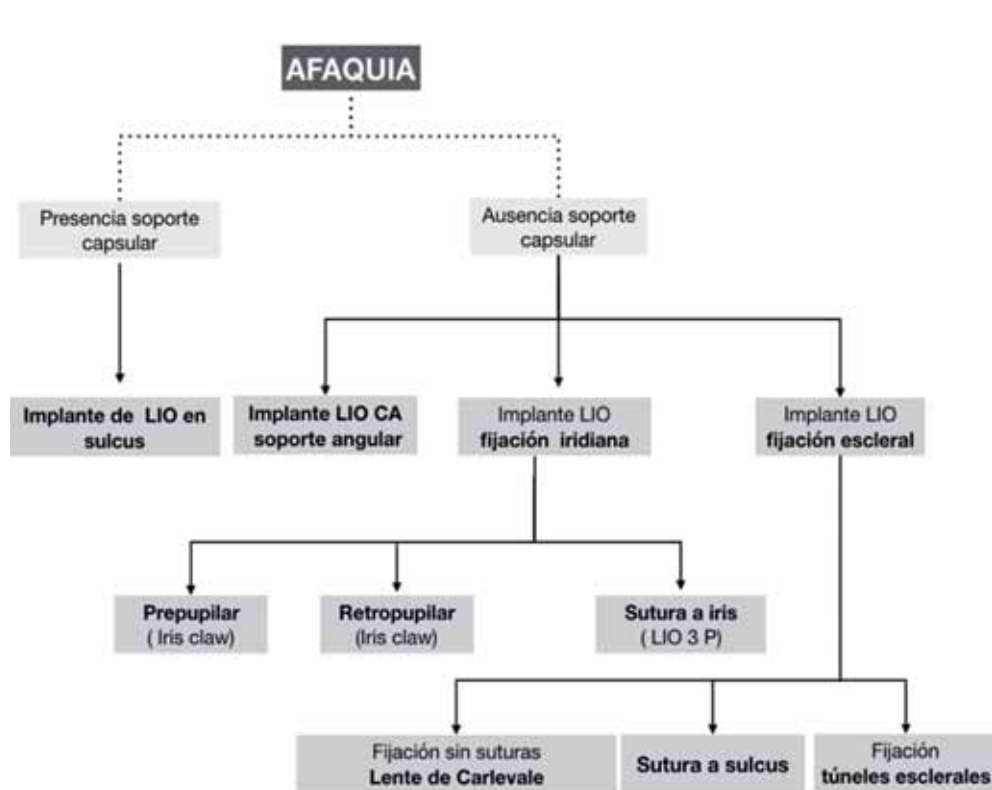 AFAQUIA
Presencia soporte
capsular
Ausencia soporte
capsular
Implante de LIO en
sulcus
Implante LIO CA
soporte angular
Implante LIO
fijación iridiana
Implante LIO
fijación escleral
Prepupilar
( Iris claw)
Retropupilar
(Iris claw)
Sutura a iris
( LIO 3 P)
Fijación sin suturas
Lente de Carlevale
Sutura a sulcus
Fijación
túneles esclerales